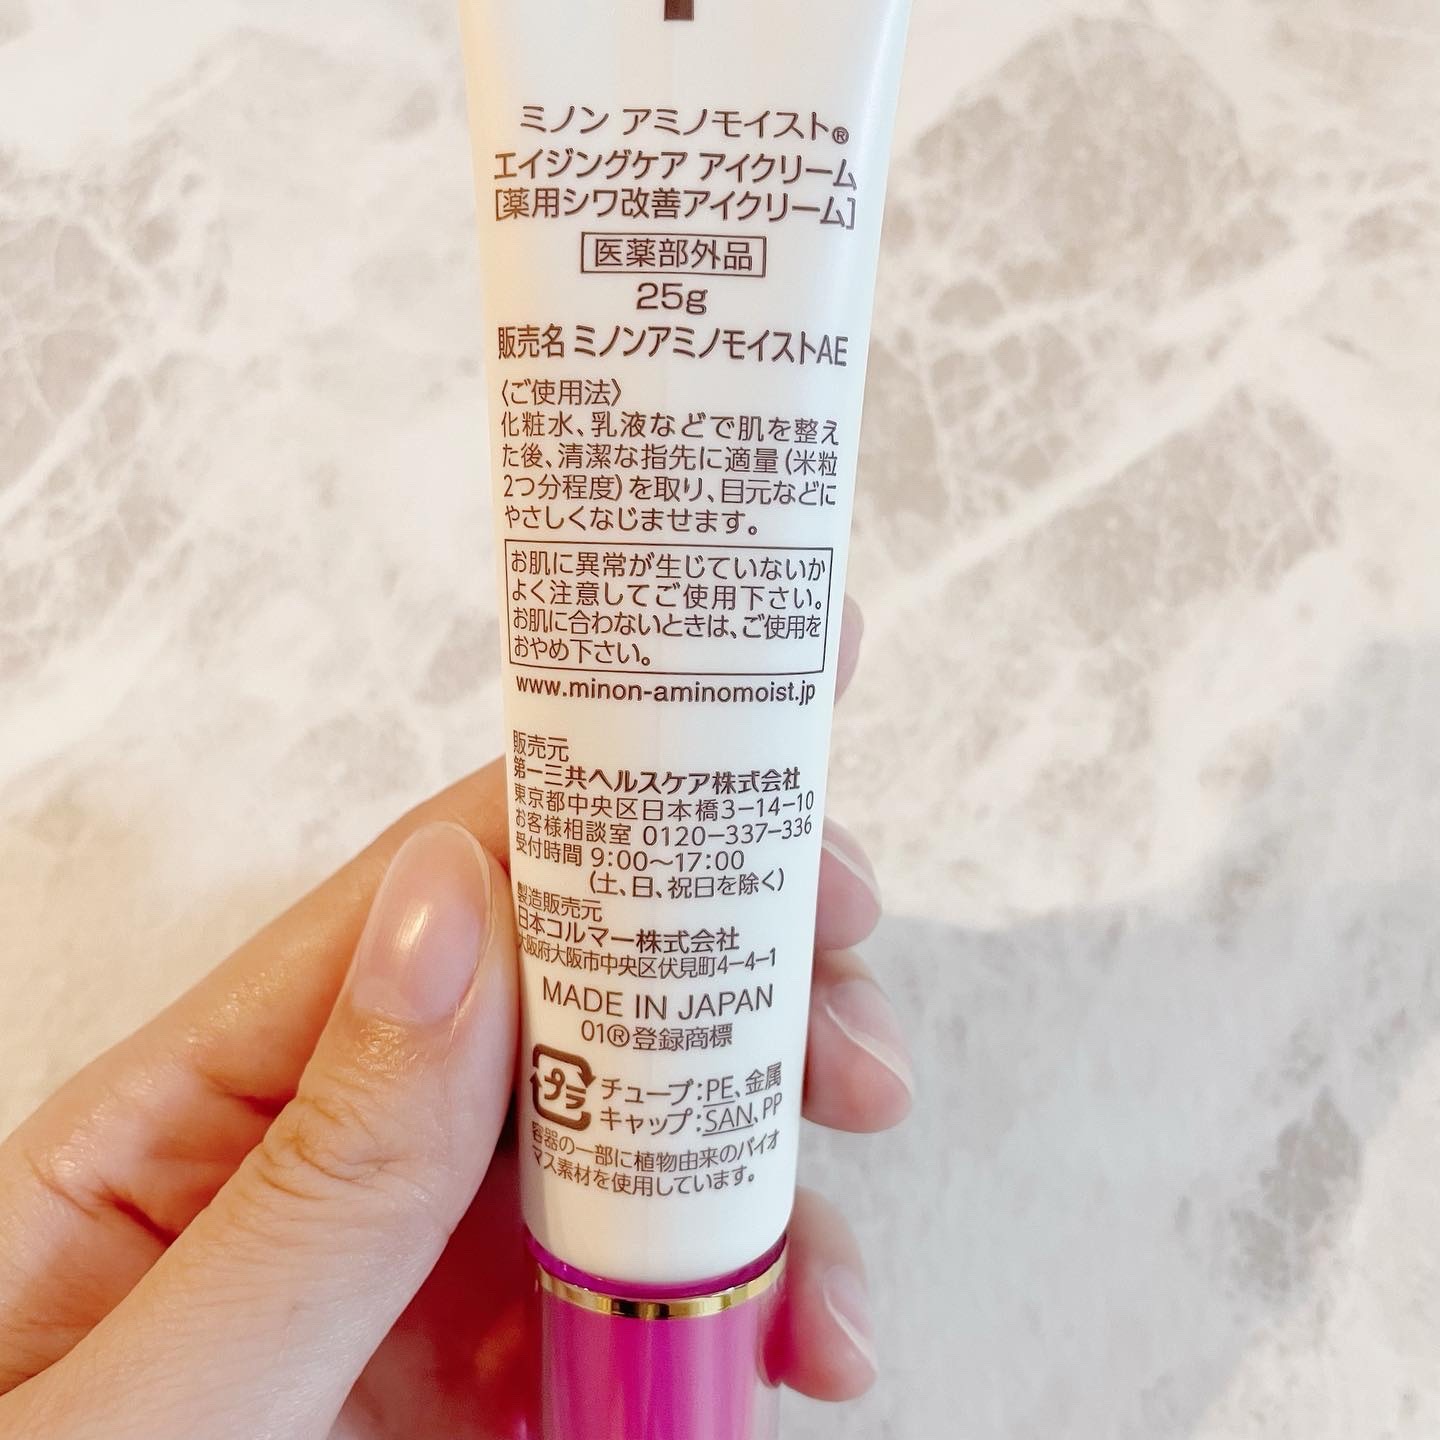 ミノン アミノモイスト®
エイジングケア アイクリーム
[薬用シワ改善アイクリーム]
医薬部外品
25g
販売名 ミノンアミノモイストAE
〈ご使用法〉
化粧水、乳液などで肌を整え
た後、清潔な指先に適量(米粒
2つ分程度)を取り、目元などに
やさしくなじませます。
お肌に異常が生じていないか
よく注意してご使用下さい。
お肌に合わないときは、ご使用を
おやめ下さい。
www.minon-aminomoist.jp
販売元
第一三共ヘルスケア株式会社
東京都中央区日本橋3-14-10
お客様相談室 0120-337-336
受付時間 9:00〜17:00
(土、日、祝日を除く)
製造販売元
日本コルマー株式会社
大阪府大阪市中央区伏見町4-4-1
MADE IN JAPAN
01®登録商標
プラ
チューブ:PE、金属
キャップ:SAN、PP
容器の一部に植物由来のバイオ
マス素材を使用しています。